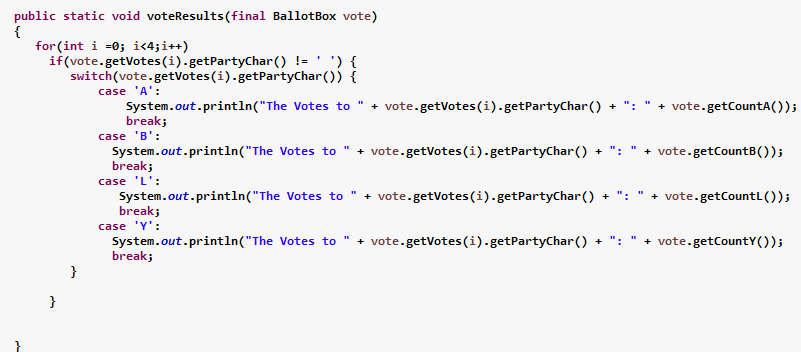 public static void voteResults(final BallotBox vote)
{
for(int i =0; i<4;i++)
if(vote.getVotes(i).getPartyChar() != ' ') {
switch(vote.getVotes(i).getPartyChar()) {
case 'A':
System.out.println("The Votes to " + vote.getVotes(i).getPartyChar() + ": " + vote.getCountA());
break;
case 'B':
System.out.println("The Votes to " + vote.getVotes(i).getPartyChar() + ": " + vote.getCountB());
break;
case 'L':
System.out.println("The Votes to " + vote.getVotes(i).getPartyChar() + ": " + vote.getCountL());
break;
case 'Y':
System.out.println("The Votes to " + vote.getVotes(i).getPartyChar() + ": " + vote.getCountY());
break;
}
}
}